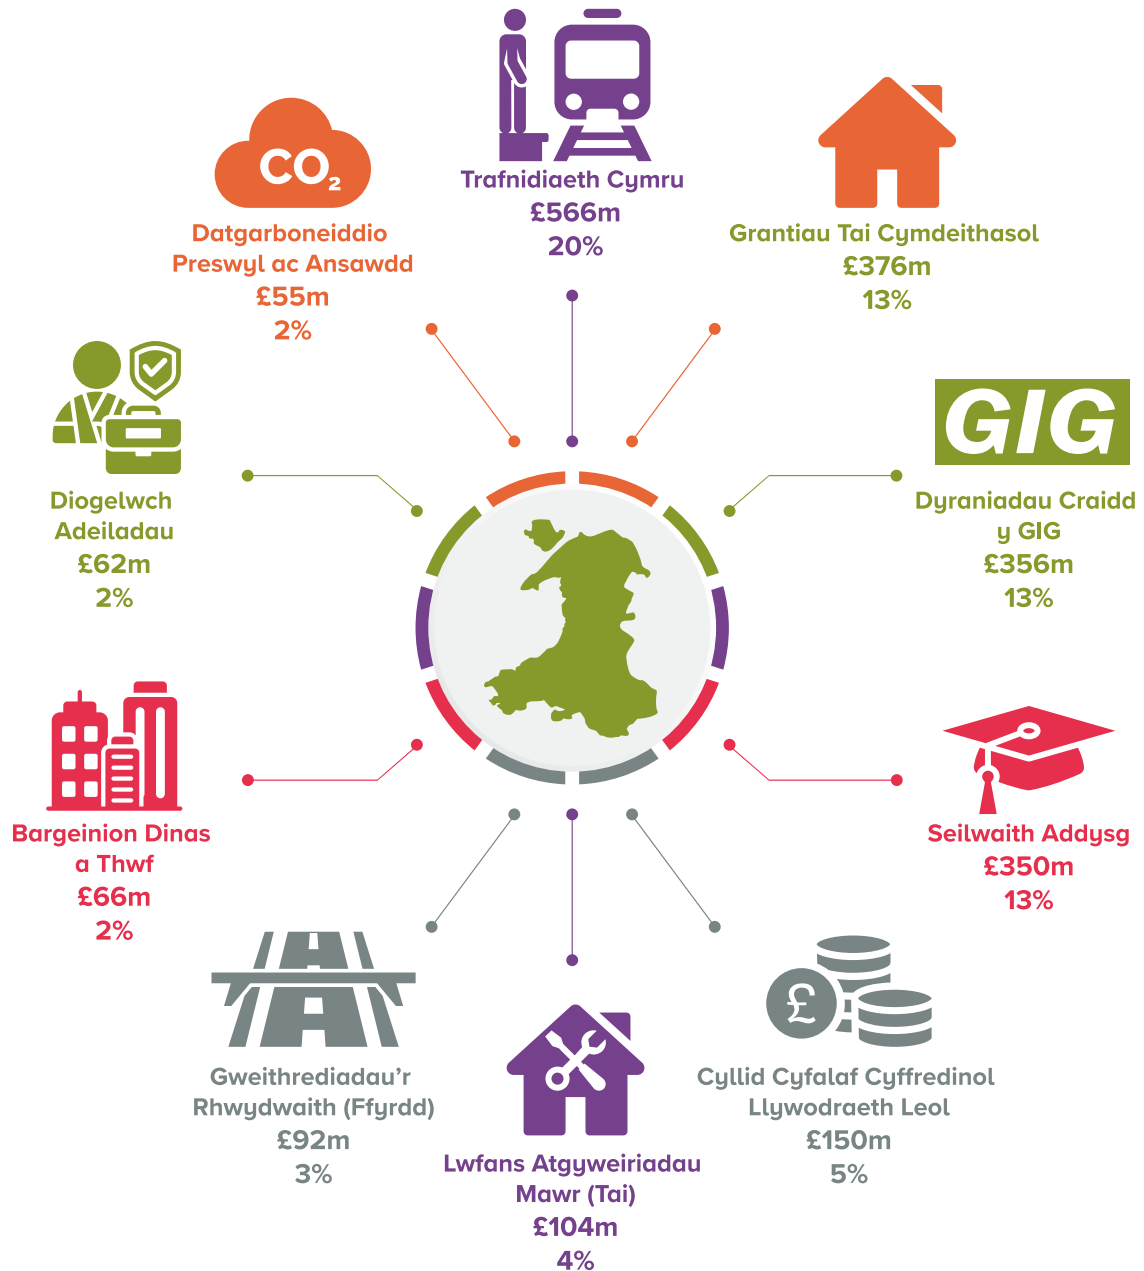 Trafnidiaeth Cymru
£566m
20%
Grantiau Tai Cymdeithasol
£376m
13%
GIG
Dyraniadau Craidd
y GIG
£356m
13%
Seilwaith Addysg
£350m
13%
£
Cyllid Cyfalaf Cyffredinol
Llywodraeth Leol
£150m
5%
Lwfans Atgyweiriadau
Mawr (Tai)
£104m
4%
Gweithrediadau’r
Rhwydwaith (Ffyrdd)
£92m
3%
Bargeinion Dinas
a Thwf
£66m
2%
Diogelwch
Adeiladau
£62m
2%
CO₂
Datgarboneiddio
Preswyl ac Ansawdd
£55m
2%